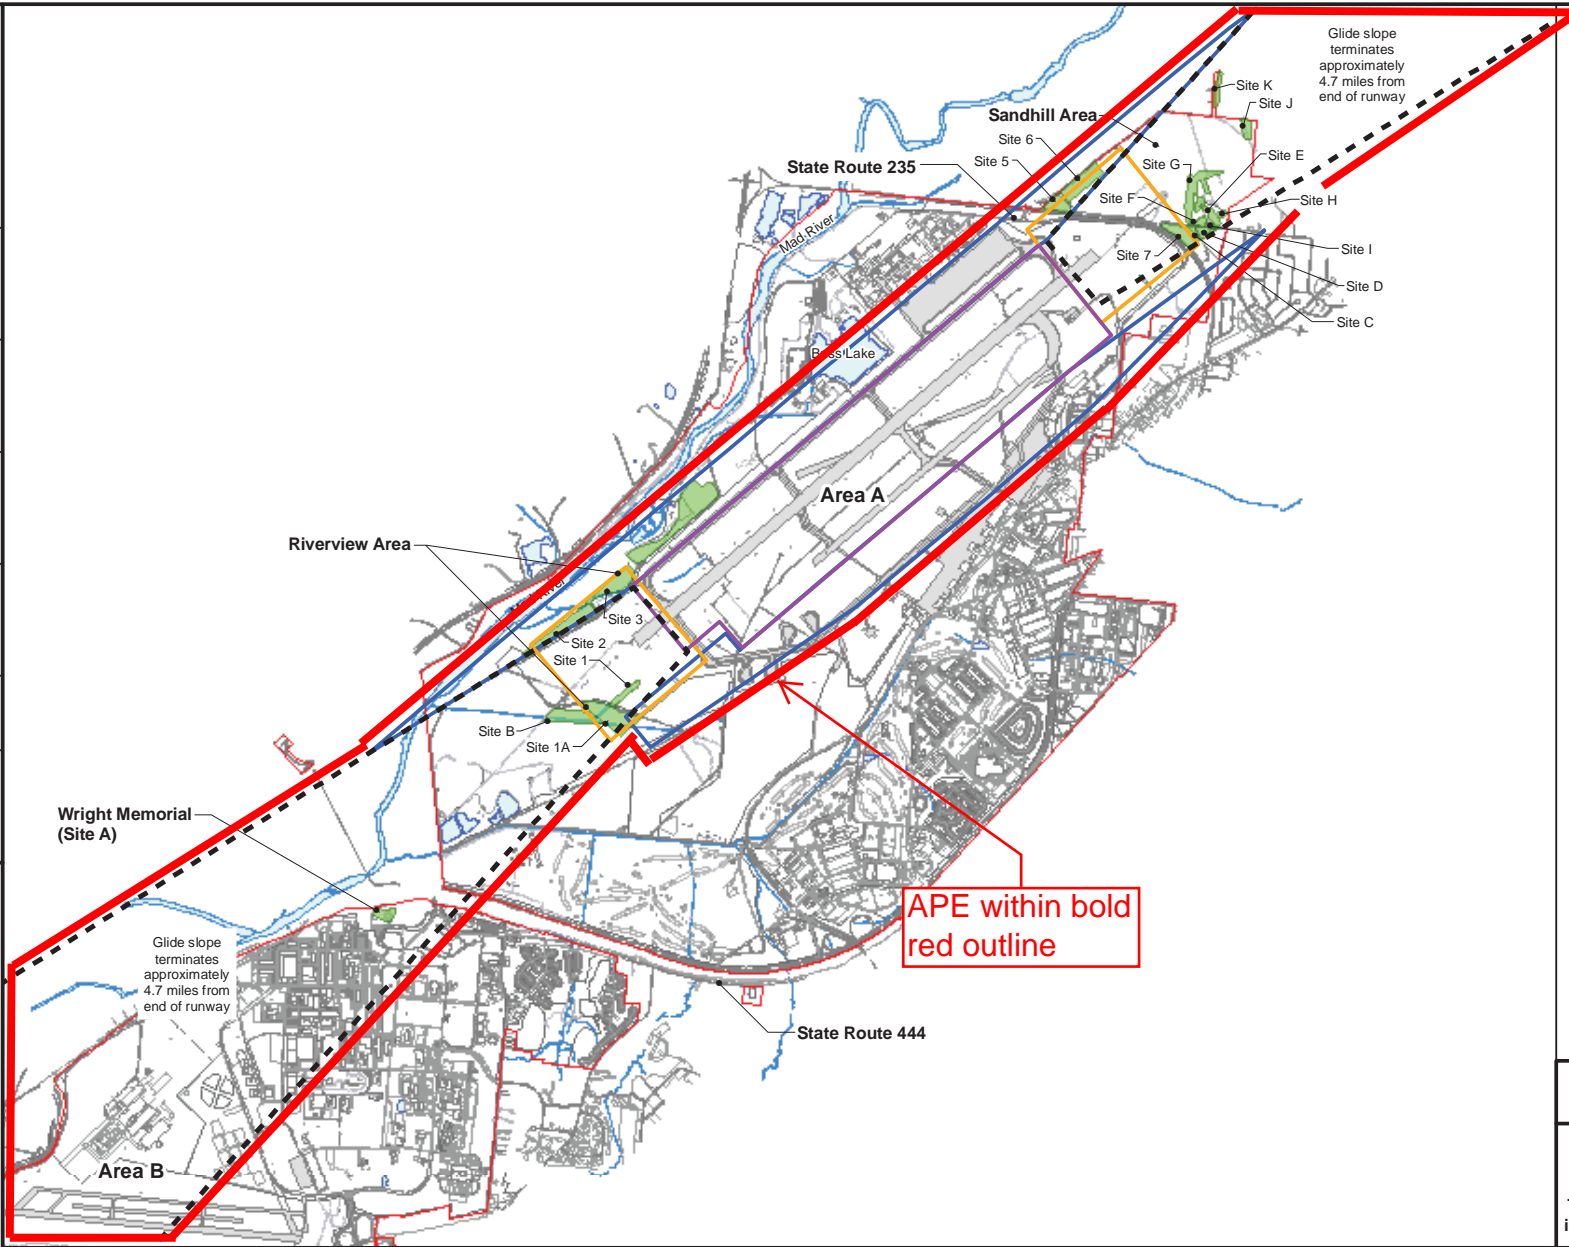 Glide slope
terminates
approximately
4.7 miles from
end of runway
Site K
Site J
Sandhill Area
Site 6
Site 5
Site G
Site E
State Route 235
Site F
Site H
Mad River
Site 7
Site I
Site D
Site C
Bass Lake
Area A
Riverview Area
River
Site 3
Site 2
Site 1
Site B
Site 1A
Wright Memorial
(Site A)
APE within bold
red outline
Glide slope
terminates
approximately
4.7 miles from
end of runway
State Route 444
Area B